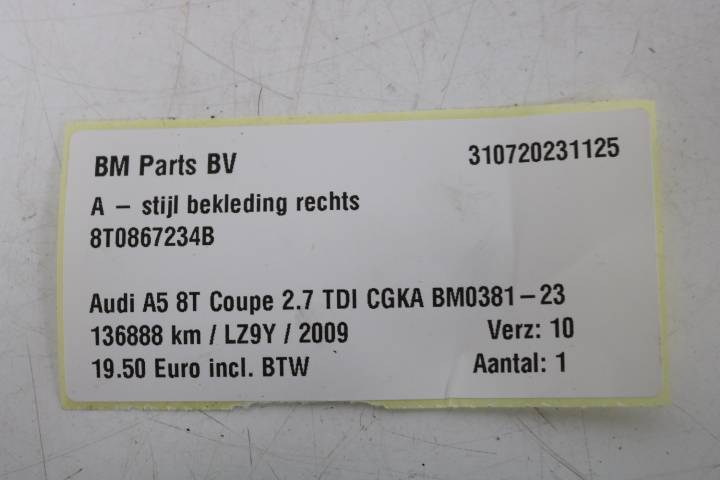 BM Parts BV 310720231125
A – stijl bekleding rechts
8T0867234B
Audi A5 8T Coupe 2.7 TDI CGKA BM0381–23
136888 km / LZ9Y / 2009 Verz: 10
19.50 Euro incl. BTW Aantal: 1